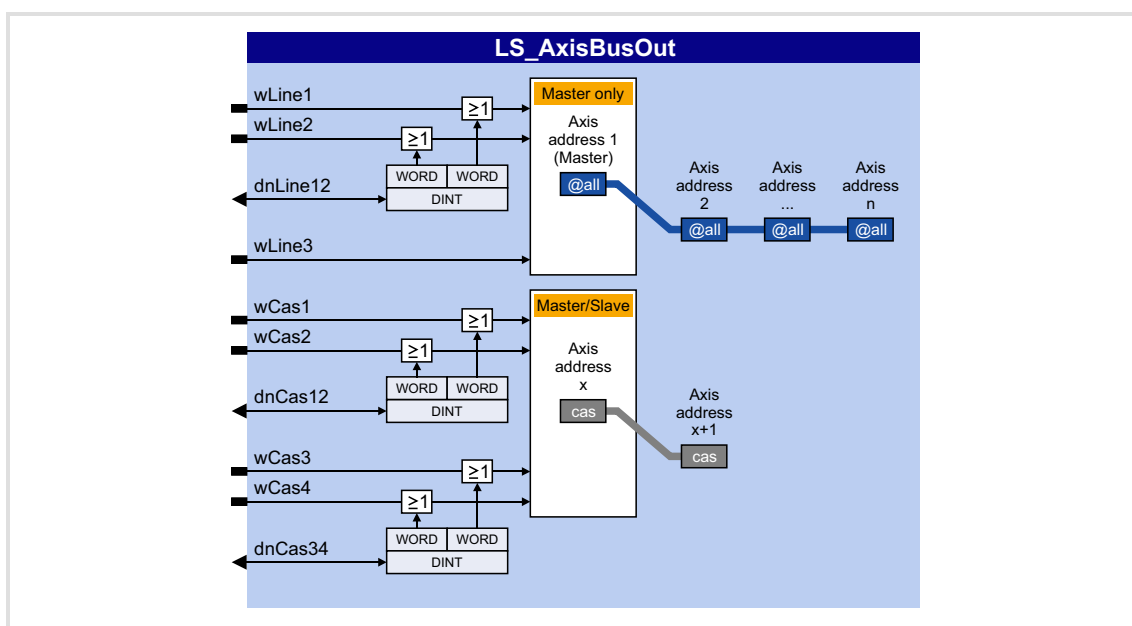 LS_AxisBusOut
wLine1
≥1
Master only
wLine2
≥1
Axis
address 1
(Master)
@all
dnLine12
WORD WORD
DINT
Axis
address
2
@all
Axis
address
...
@all
Axis
address
n
@all
wLine3
wCas1
≥1
Master/Slave
wCas2
≥1
Axis
address
x
cas
dnCas12
WORD WORD
DINT
Axis
address
x+1
cas
wCas3
≥1
wCas4
≥1
dnCas34
WORD WORD
DINT